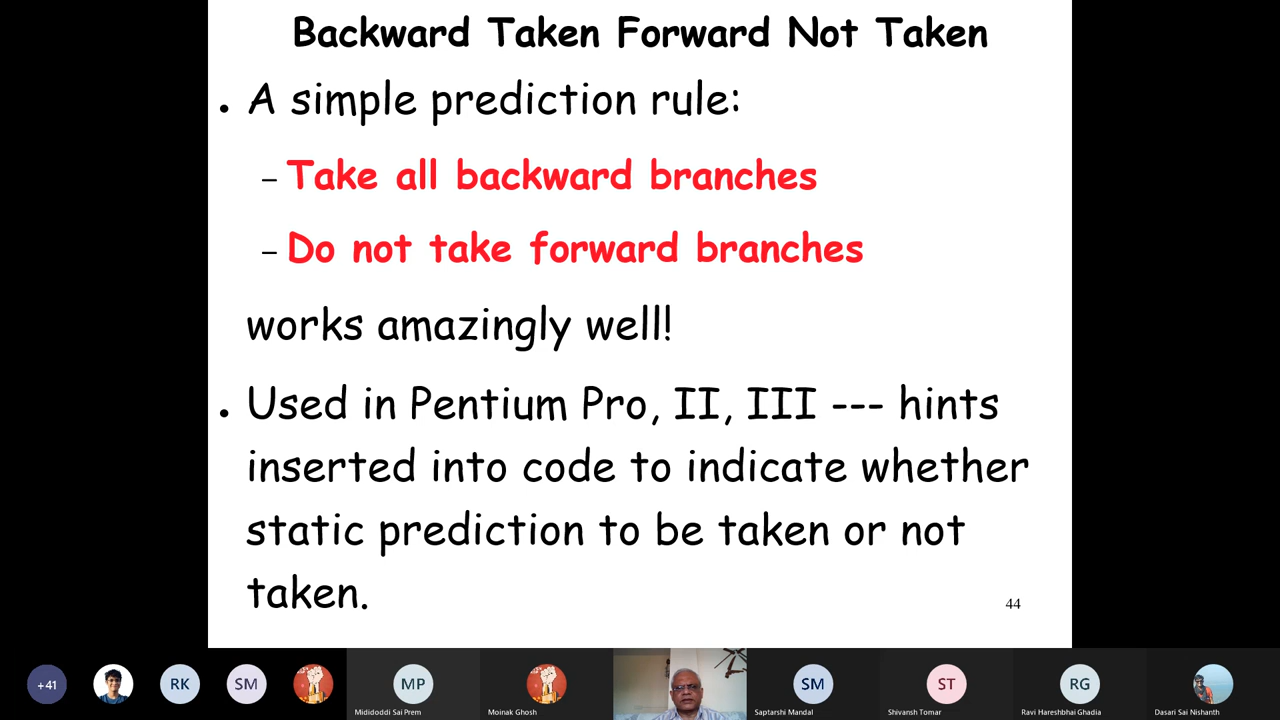 Backward Taken Forward Not Taken
• A simple prediction rule:
– Take all backward branches
– Do not take forward branches
works amazingly well!
• Used in Pentium Pro, II, III --- hints
inserted into code to indicate whether
static prediction to be taken or not
taken.
44
+41 RK SM MP SM ST RG
Mididoddi Sai Prem Moinak Ghosh Saptarshi Mandal Shivansh Tomar Ravi Hareshbhai Ghadia Dasari Sai Nishanth